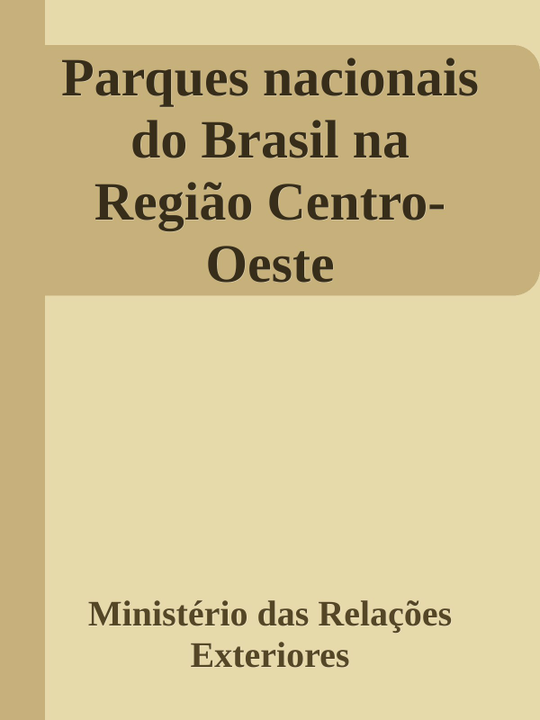 Parques nacionais
do Brasil na
Região Centro-
Oeste
Ministério das Relações
Exteriores